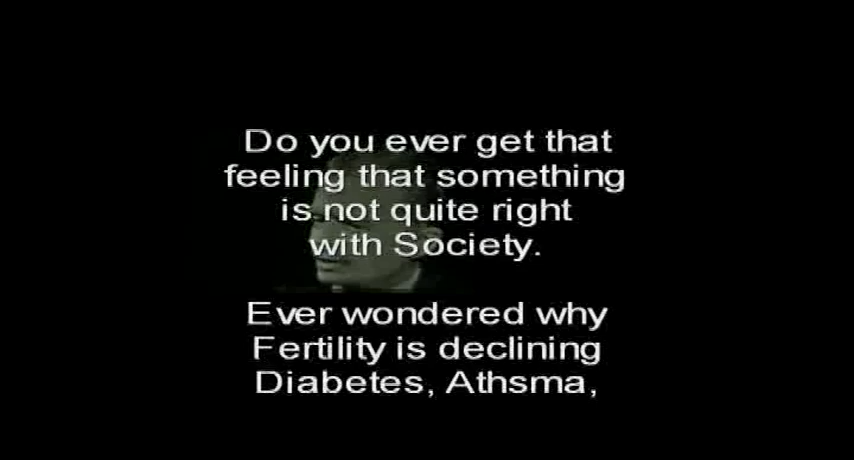 Do you ever get that
feeling that something
is not quite right
with Society.
Ever wondered why
Fertility is declining
Diabetes, Athsma,